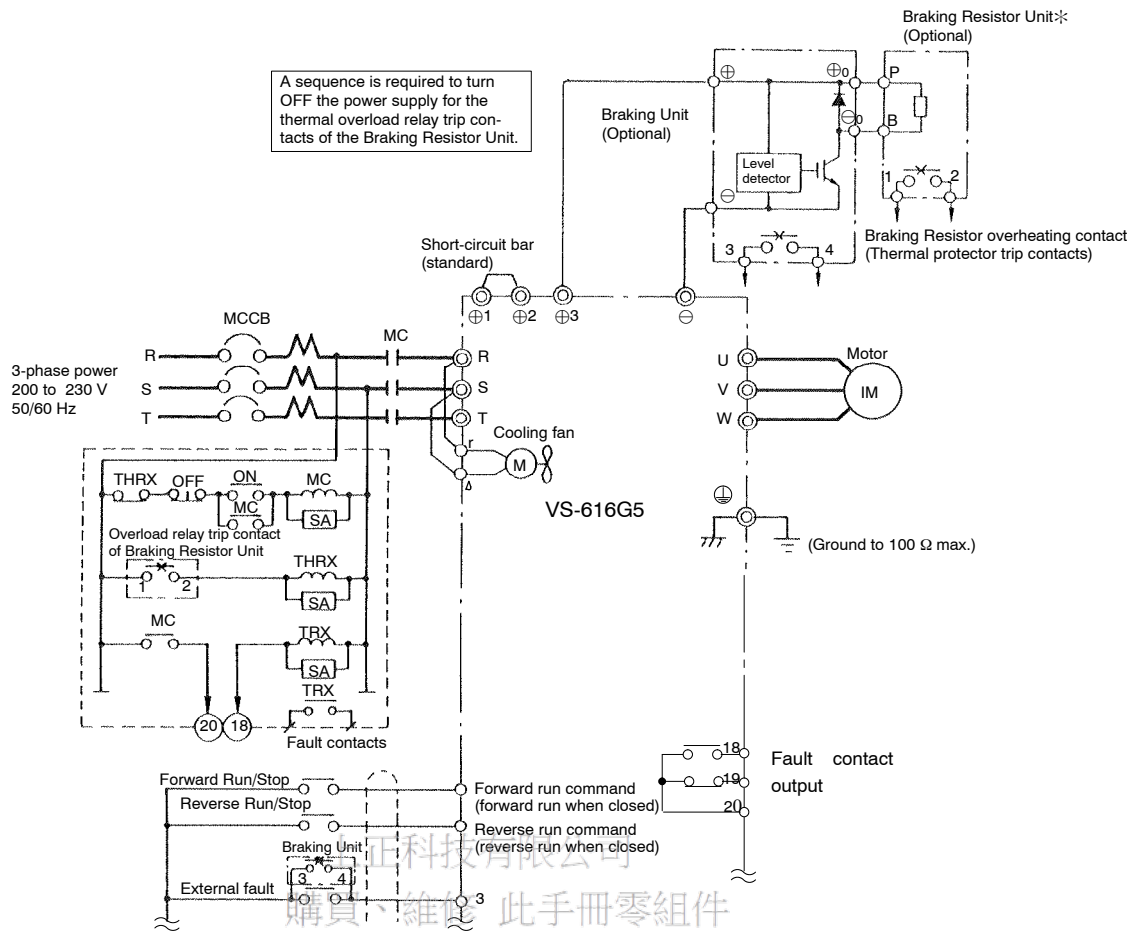 Braking Resistor Unit*
(Optional)
A sequence is required to turn
OFF the power supply for the
thermal overload relay trip con-
tacts of the Braking Resistor Unit.
Braking Unit
(Optional)
⊕
⊕0
P
⊖0
B
Level
detector
⊖
1
2
3
4
Braking Resistor overheating contact
(Thermal protector trip contacts)
Short-circuit bar
(standard)
⊕1
⊕2
⊕3
⊖
MCCB
MC
3-phase power
200 to 230 V
50/60 Hz
R
S
T
R
S
T
U
V
W
Motor
IM
r
Cooling fan
M
VS-616G5
(Ground to 100 Ω max.)
THRX
OFF
ON
MC
MC
SA
Overload relay trip contact
of Braking Resistor Unit
1
2
THRX
SA
MC
TRX
SA
TRX
20
18
Fault contacts
18
19
20
Fault contact
output
Forward Run/Stop
Forward run command
(forward run when closed)
Reverse Run/Stop
Reverse run command
(reverse run when closed)
Braking Unit
3
4
External fault
3
正科技有限公司
購買、維修 此手冊零組件